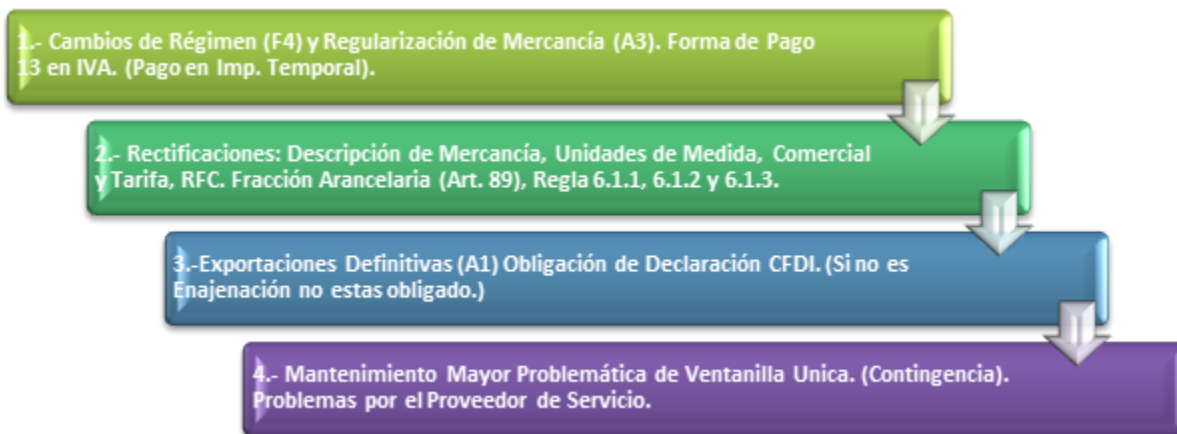 1.- Cambios de Régimen (F4) y Regularización de Mercancía (A3). Forma de Pago
13 en IVA. (Pago en Imp. Temporal).
2.- Rectificaciones: Descripción de Mercancía, Unidades de Medida, Comercial
y Tarifa, RFC. Fracción Arancelaria (Art. 89), Regla 6.1.1, 6.1.2 y 6.1.3.
3.-Exportaciones Definitivas (A1) Obligación de Declaración CFDI. (Si no es
Enajenación no estas obligado.)
4.- Mantenimiento Mayor Problemática de Ventanilla Unica. (Contingencia).
Problemas por el Proveedor de Servicio.